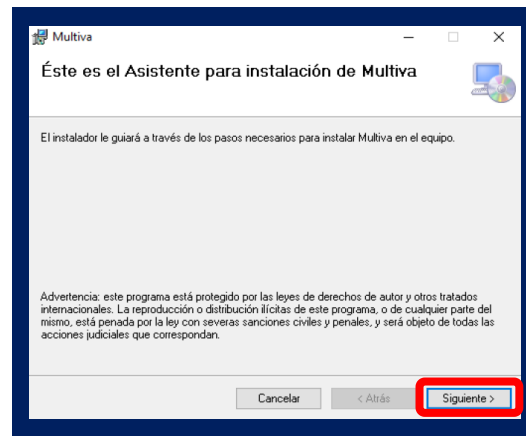 Multiva
Éste es el Asistente para instalación de Multiva
El instalador le guiará a través de los pasos necesarios para instalar Multiva en el equipo.
Advertencia: este programa está protegido por las leyes de derechos de autor y otros tratados
internacionales. La reproducción o distribución ilícitas de este programa, o de cualquier parte del
mismo, está penada por la ley con severas sanciones civiles y penales, y será objeto de todas las
acciones judiciales que correspondan.
Cancelar
< Atrás
Siguiente >